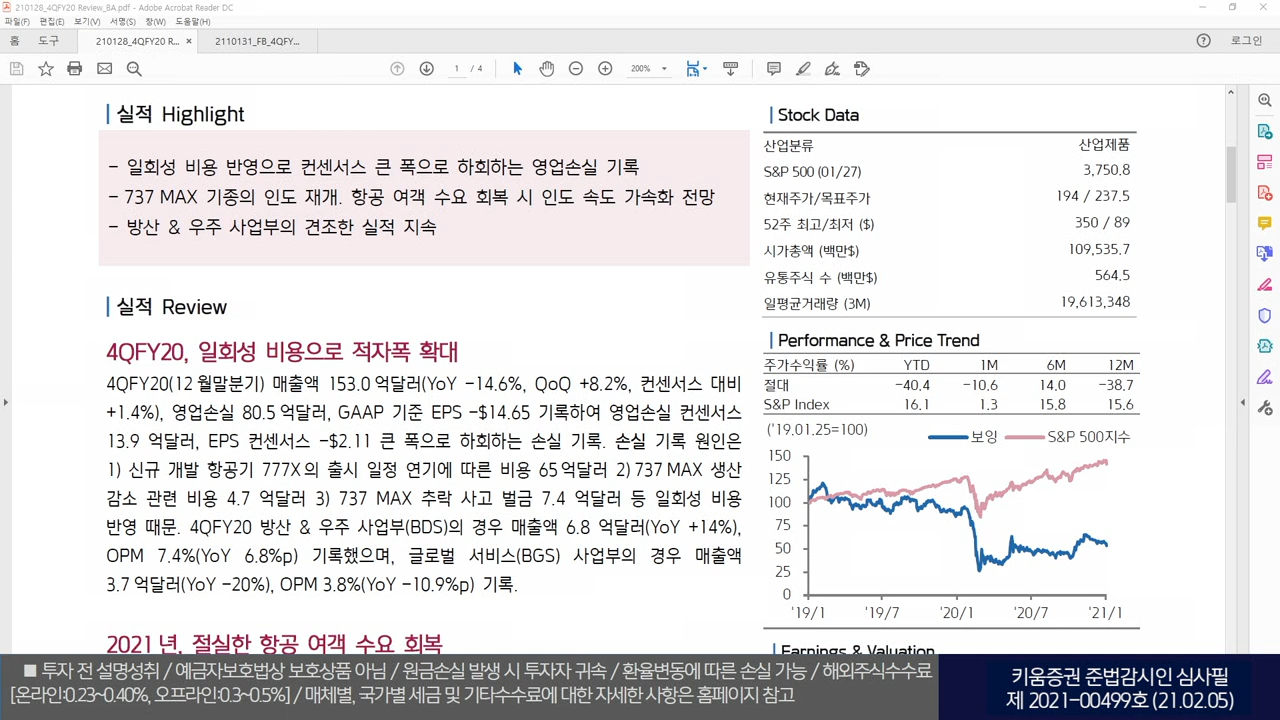 210128_4QFY20 Review_BA.pdf - Adobe Acrobat Reader DC
파일(F) 편집(E) 보기(V) 서명(S) 창(W) 도움말(H)
홈 도구 210128_4QFY20 R... × 2110131_FB_4QFY... 로그인
1 / 4 200%
실적 Highlight
- 일회성 비용 반영으로 컨센서스 큰 폭으로 하회하는 영업손실 기록
- 737 MAX 기종의 인도 재개. 항공 여객 수요 회복 시 인도 속도 가속화 전망
- 방산 & 우주 사업부의 견조한 실적 지속
실적 Review
4QFY20, 일회성 비용으로 적자폭 확대
4QFY20(12월말분기) 매출액 153.0억달러(YoY -14.6%, QoQ +8.2%, 컨센서스 대비
+1.4%), 영업손실 80.5억달러, GAAP 기준 EPS -$14.65 기록하여 영업손실 컨센서스
13.9 억달러, EPS 컨센서스 -$2.11 큰 폭으로 하회하는 손실 기록. 손실 기록 원인은
1) 신규 개발 항공기 777X의 출시 일정 연기에 따른 비용 65억달러 2) 737 MAX 생산
감소 관련 비용 4.7 억달러 3) 737 MAX 추락 사고 벌금 7.4 억달러 등 일회성 비용
반영 때문. 4QFY20 방산 & 우주 사업부(BDS)의 경우 매출액 6.8 억달러(YoY +14%),
OPM 7.4%(YoY 6.8%p) 기록했으며, 글로벌 서비스(BGS) 사업부의 경우 매출액
3.7억달러(YoY -20%), OPM 3.8%(YoY -10.9%p) 기록.
2021년, 절실한 항공 여객 수요 회복
Stock Data
산업분류 산업제품
S&P 500 (01/27) 3,750.8
현재주가/목표주가 194 / 237.5
52주 최고/최저 ($) 350 / 89
시가총액 (백만$) 109,535.7
유통주식 수 (백만$) 564.5
일평균거래량 (3M) 19,613,348
Performance & Price Trend
주가수익률 (%) YTD 1M 6M 12M
절대 -40.4 -10.6 14.0 -38.7
S&P Index 16.1 1.3 15.8 15.6
('19.01.25=100) 보잉 S&P 500지수
150
125
100
75
50
25
0
'19/1 '19/7 '20/1 '20/7 '21/1
Earnings & Valuation
■ 투자 전 설명성취 / 예금자보호법상 보호상품 아님 / 원금손실 발생 시 투자자 귀속 / 환율변동에 따른 손실 가능 / 해외주식수수료
[온라인:0.23~0.40%, 오프라인:0.3~0.5%] / 매체별, 국가별 세금 및 기타수수료에 대한 자세한 사항은 홈페이지 참고
키움증권 준법감시인 심사필
제 2021-00499호 (21.02.05)